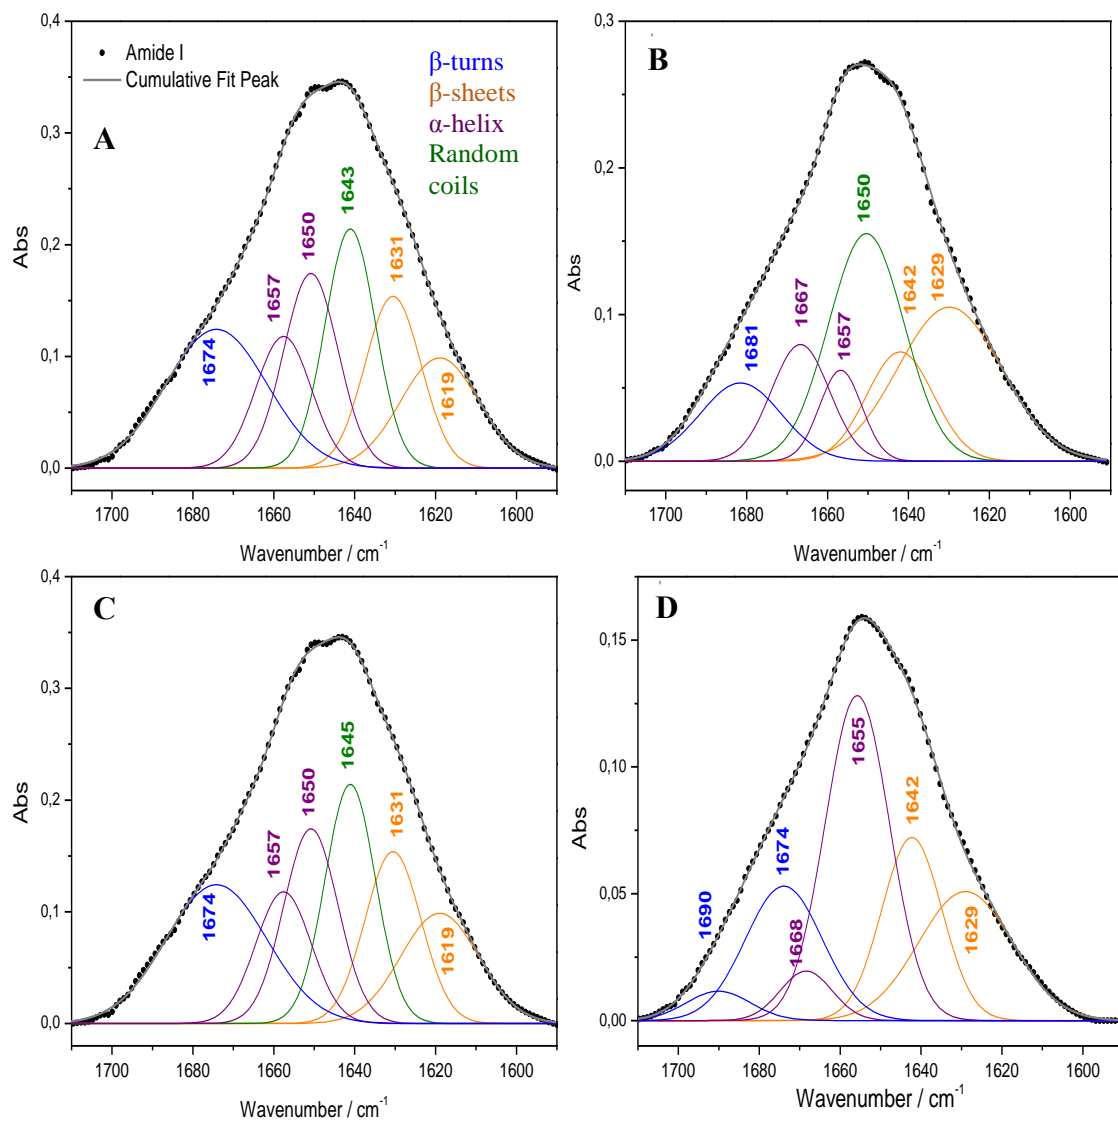 0,4
0,3
0,2
0,1
0,0
Abs
Amide I
Cumulative Fit Peak
A
β-turns
β-sheets
α-helix
Random
coils
1674
1657
1650
1643
1631
1619
1700 1680 1660 1640 1620 1600
Wavenumber / cm⁻¹
0,3
0,2
0,1
0,0
Abs
B
1681
1667
1657
1650
1642
1629
1700 1680 1660 1640 1620 1600
Wavenumber / cm⁻¹
0,4
0,3
0,2
0,1
0,0
Abs
C
1674
1657
1650
1645
1631
1619
1700 1680 1660 1640 1620 1600
Wavenumber / cm⁻¹
0,15
0,10
0,05
0,00
Abs
D
1690
1674
1668
1655
1642
1629
1700 1680 1660 1640 1620 1600
Wavenumber / cm⁻¹